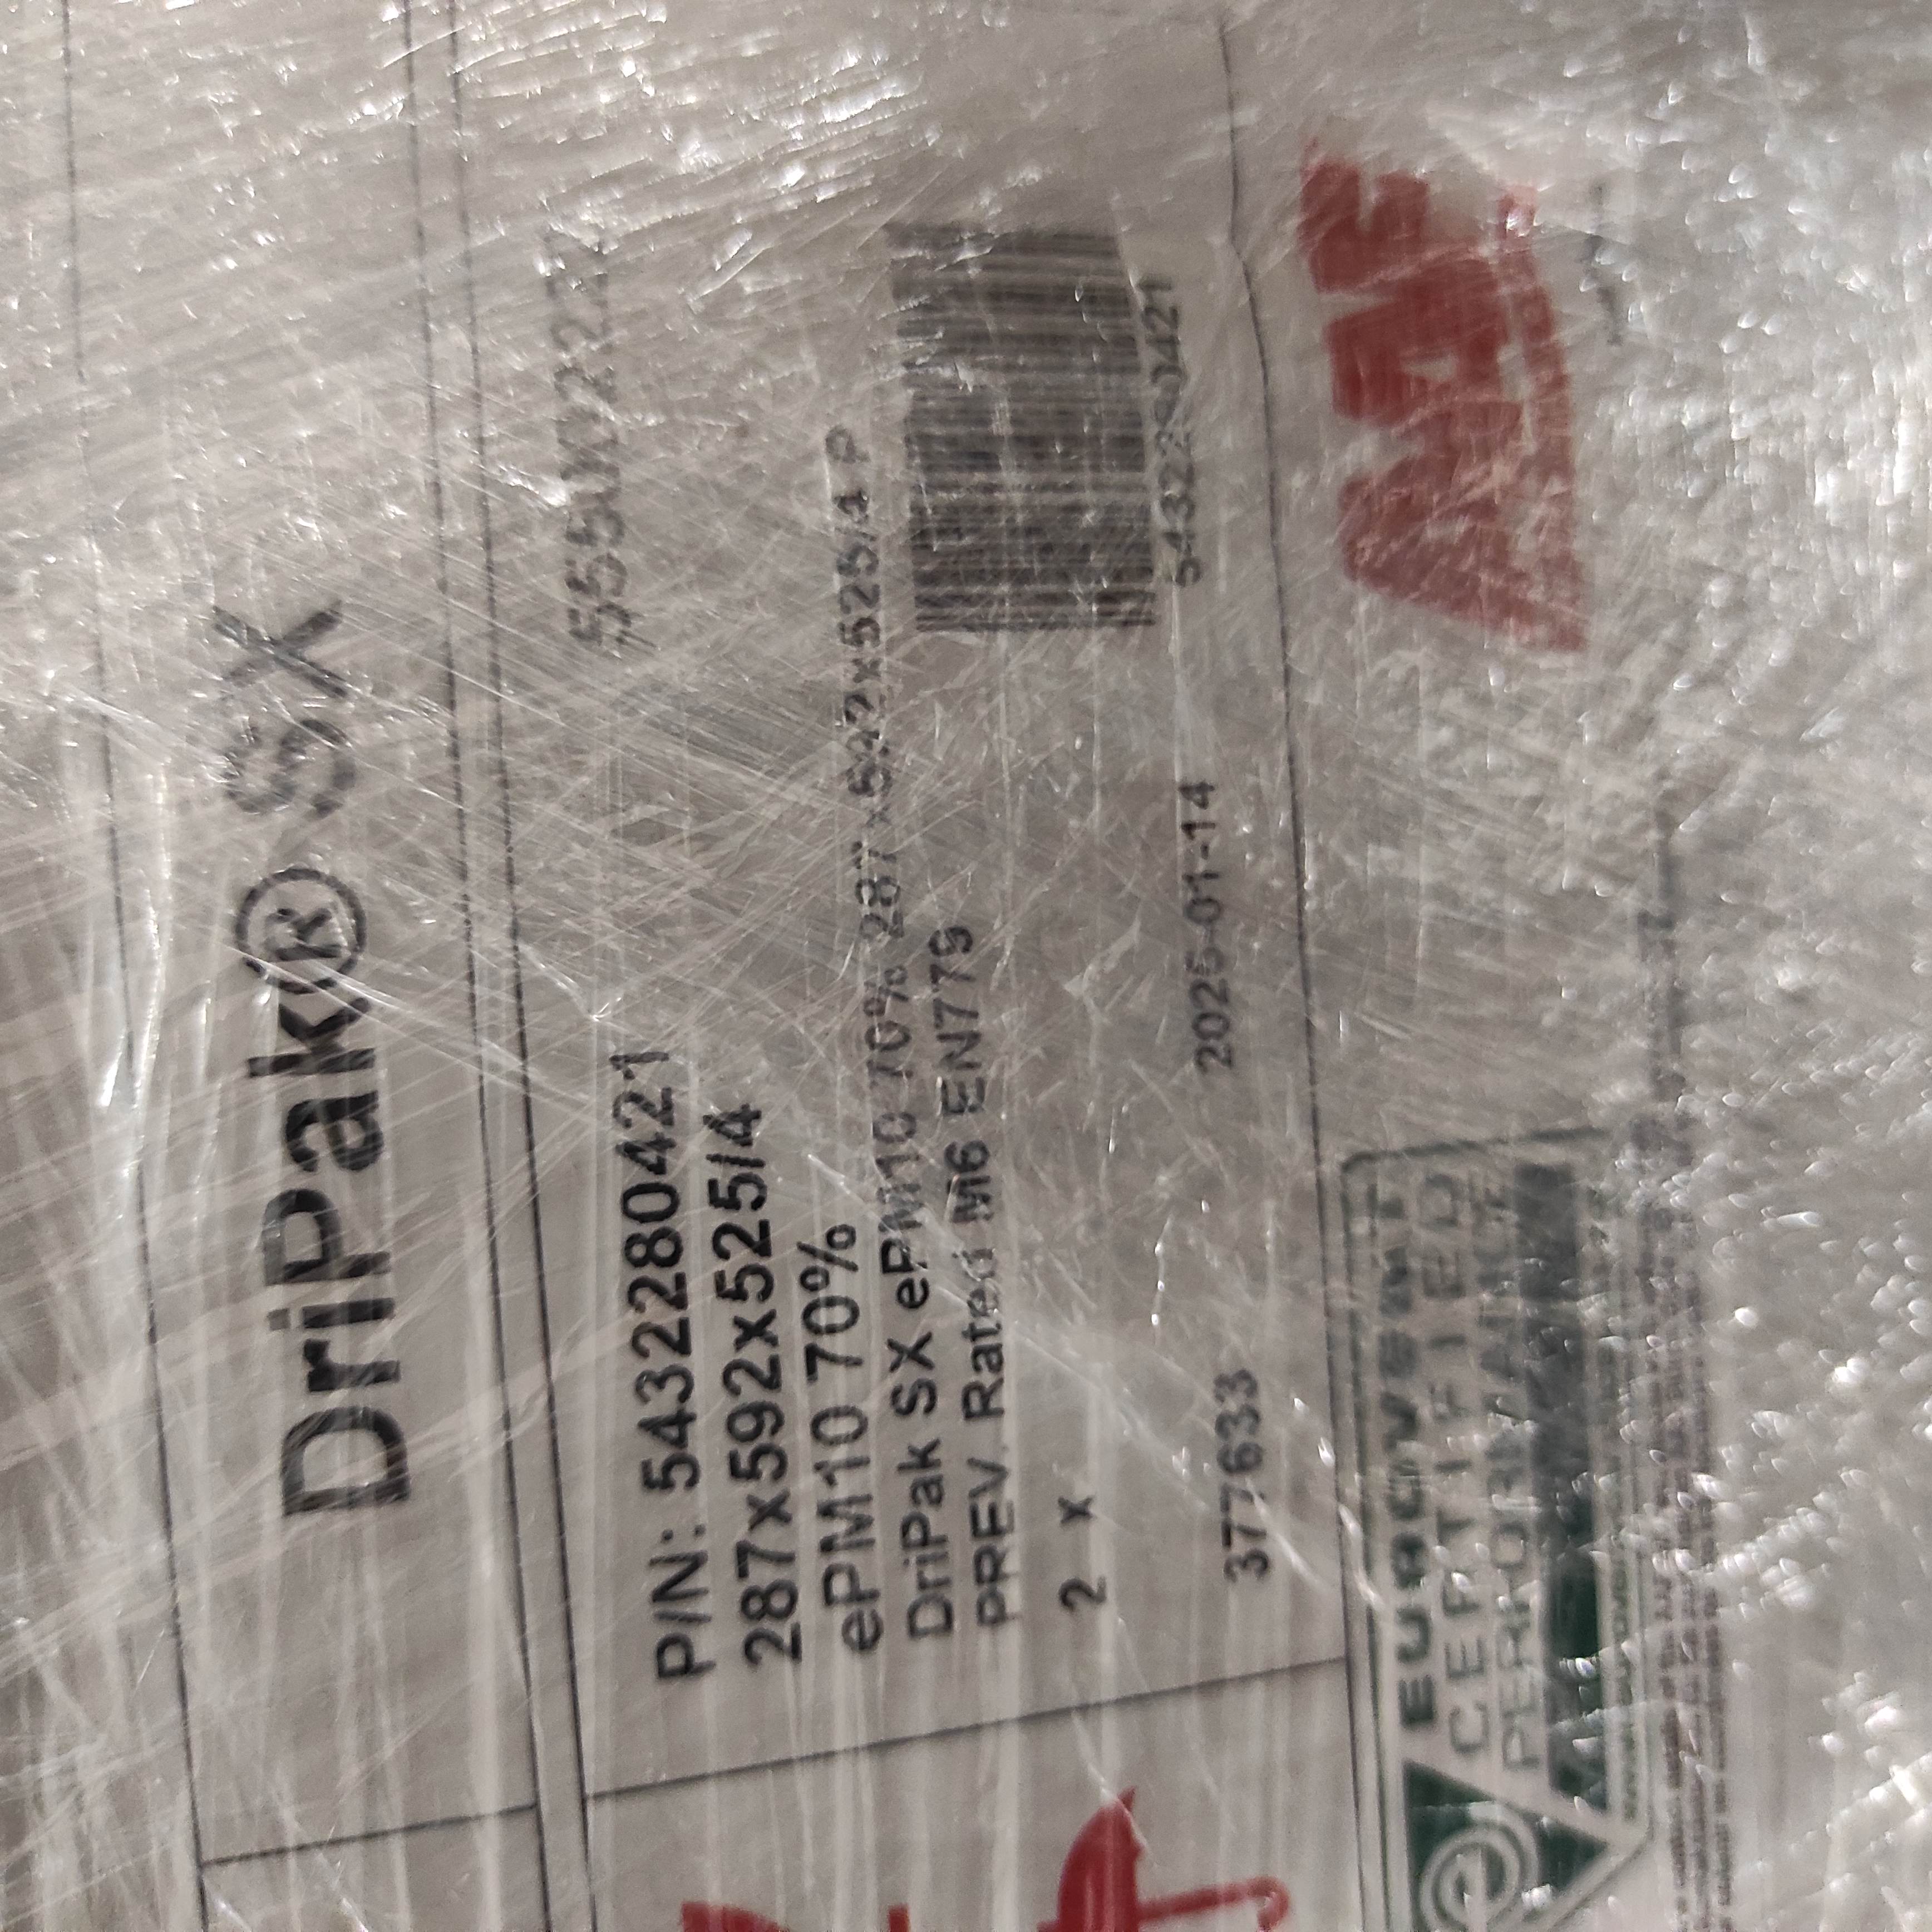 DriPak® SX
P/N: 5432280421
287x592x525/4
ePM10 70%
DriPak SX ePM10 70% 287x592x525/4 P
PREV. Rated M6 EN779
2 x
5432280421
377633
2025-01-14
AAF
EUROVENT
CERTIFIED
PERFORMANCE